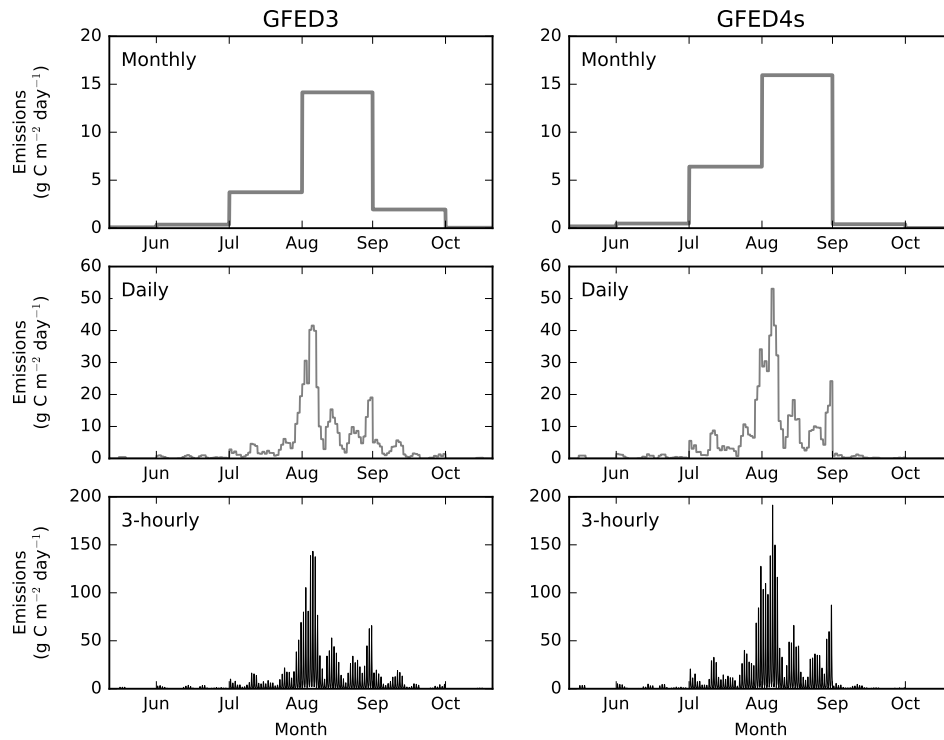 GFED3
GFED4s
20
15
10
5
0
Monthly
Emissions
(g C m⁻² day⁻¹)
Jun Jul Aug Sep Oct
20
15
10
5
0
Monthly
Jun Jul Aug Sep Oct
60
50
40
30
20
10
0
Daily
Emissions
(g C m⁻² day⁻¹)
Jun Jul Aug Sep Oct
60
50
40
30
20
10
0
Daily
Jun Jul Aug Sep Oct
200
150
100
50
0
3-hourly
Emissions
(g C m⁻² day⁻¹)
Jun Jul Aug Sep Oct
Month
200
150
100
50
0
3-hourly
Jun Jul Aug Sep Oct
Month